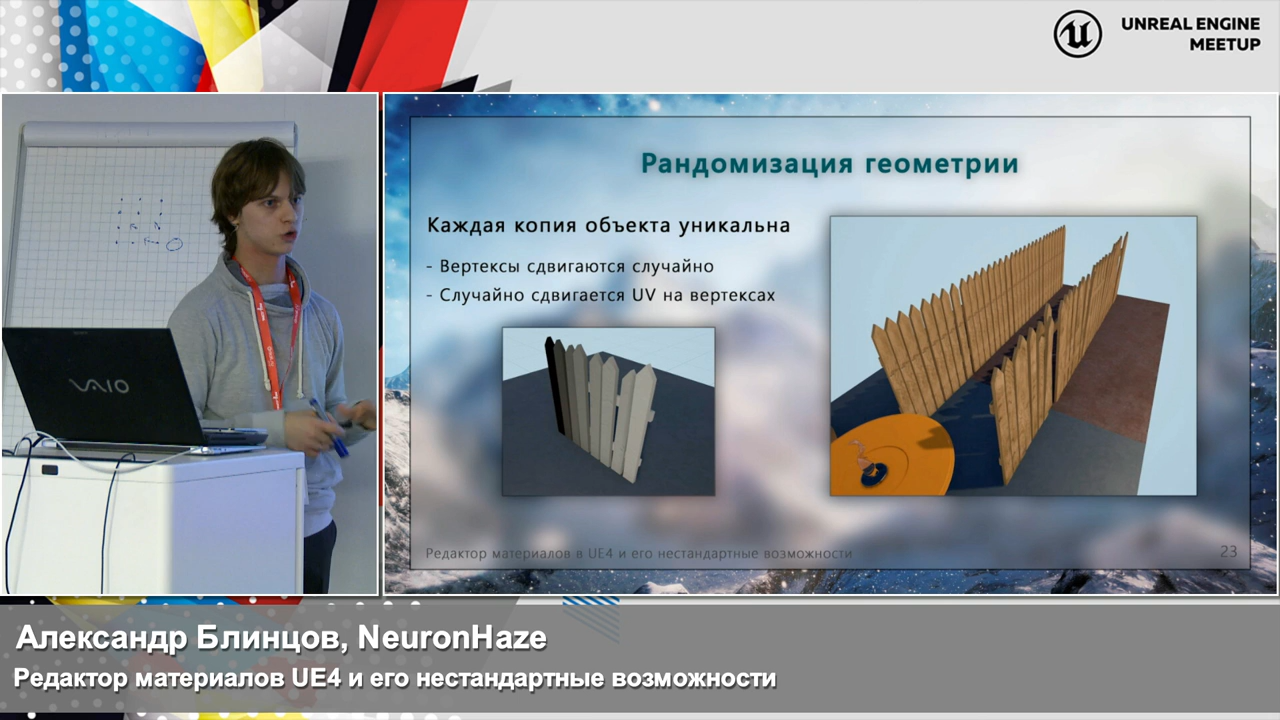 UNREAL ENGINE
MEETUP
Рандомизация геометрии
Каждая копия объекта уникальна
- Вертексы сдвигаются случайно
- Случайно сдвигается UV на вертексах
VAIO
Редактор материалов в UE4 и его нестандартные возможности
23
Александр Блинцов, NeuronHaze
Редактор материалов UE4 и его нестандартные возможности